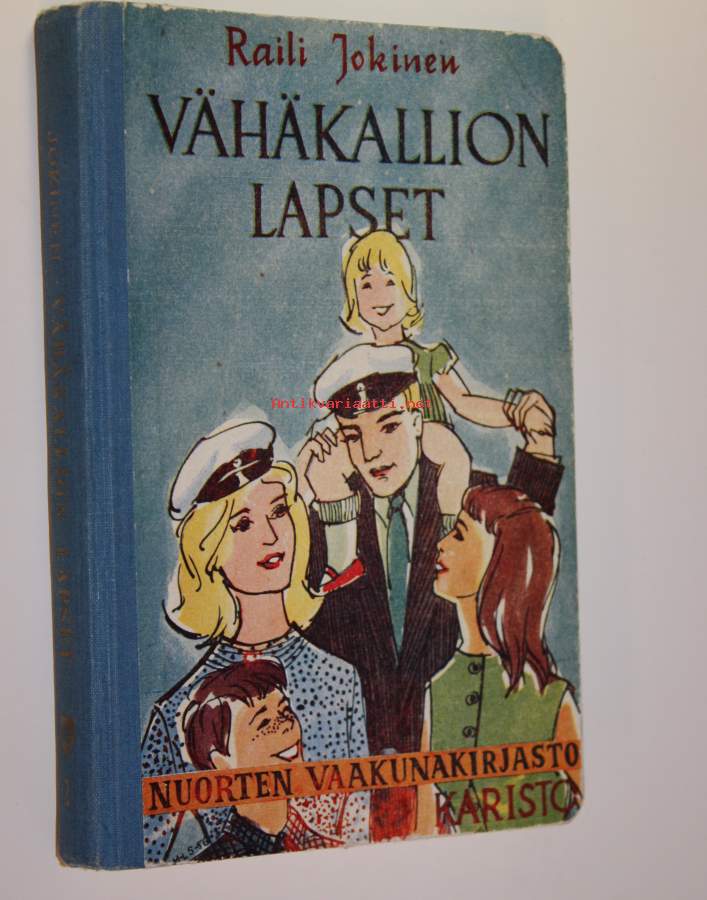 Raili Jokinen
VÄHÄKALLION
LAPSET
Antikvariaatti.net
NUORTEN VAAKUNAKIRJASTO
KARISTO
JOKINEN · VÄHÄKALLION LAPSET